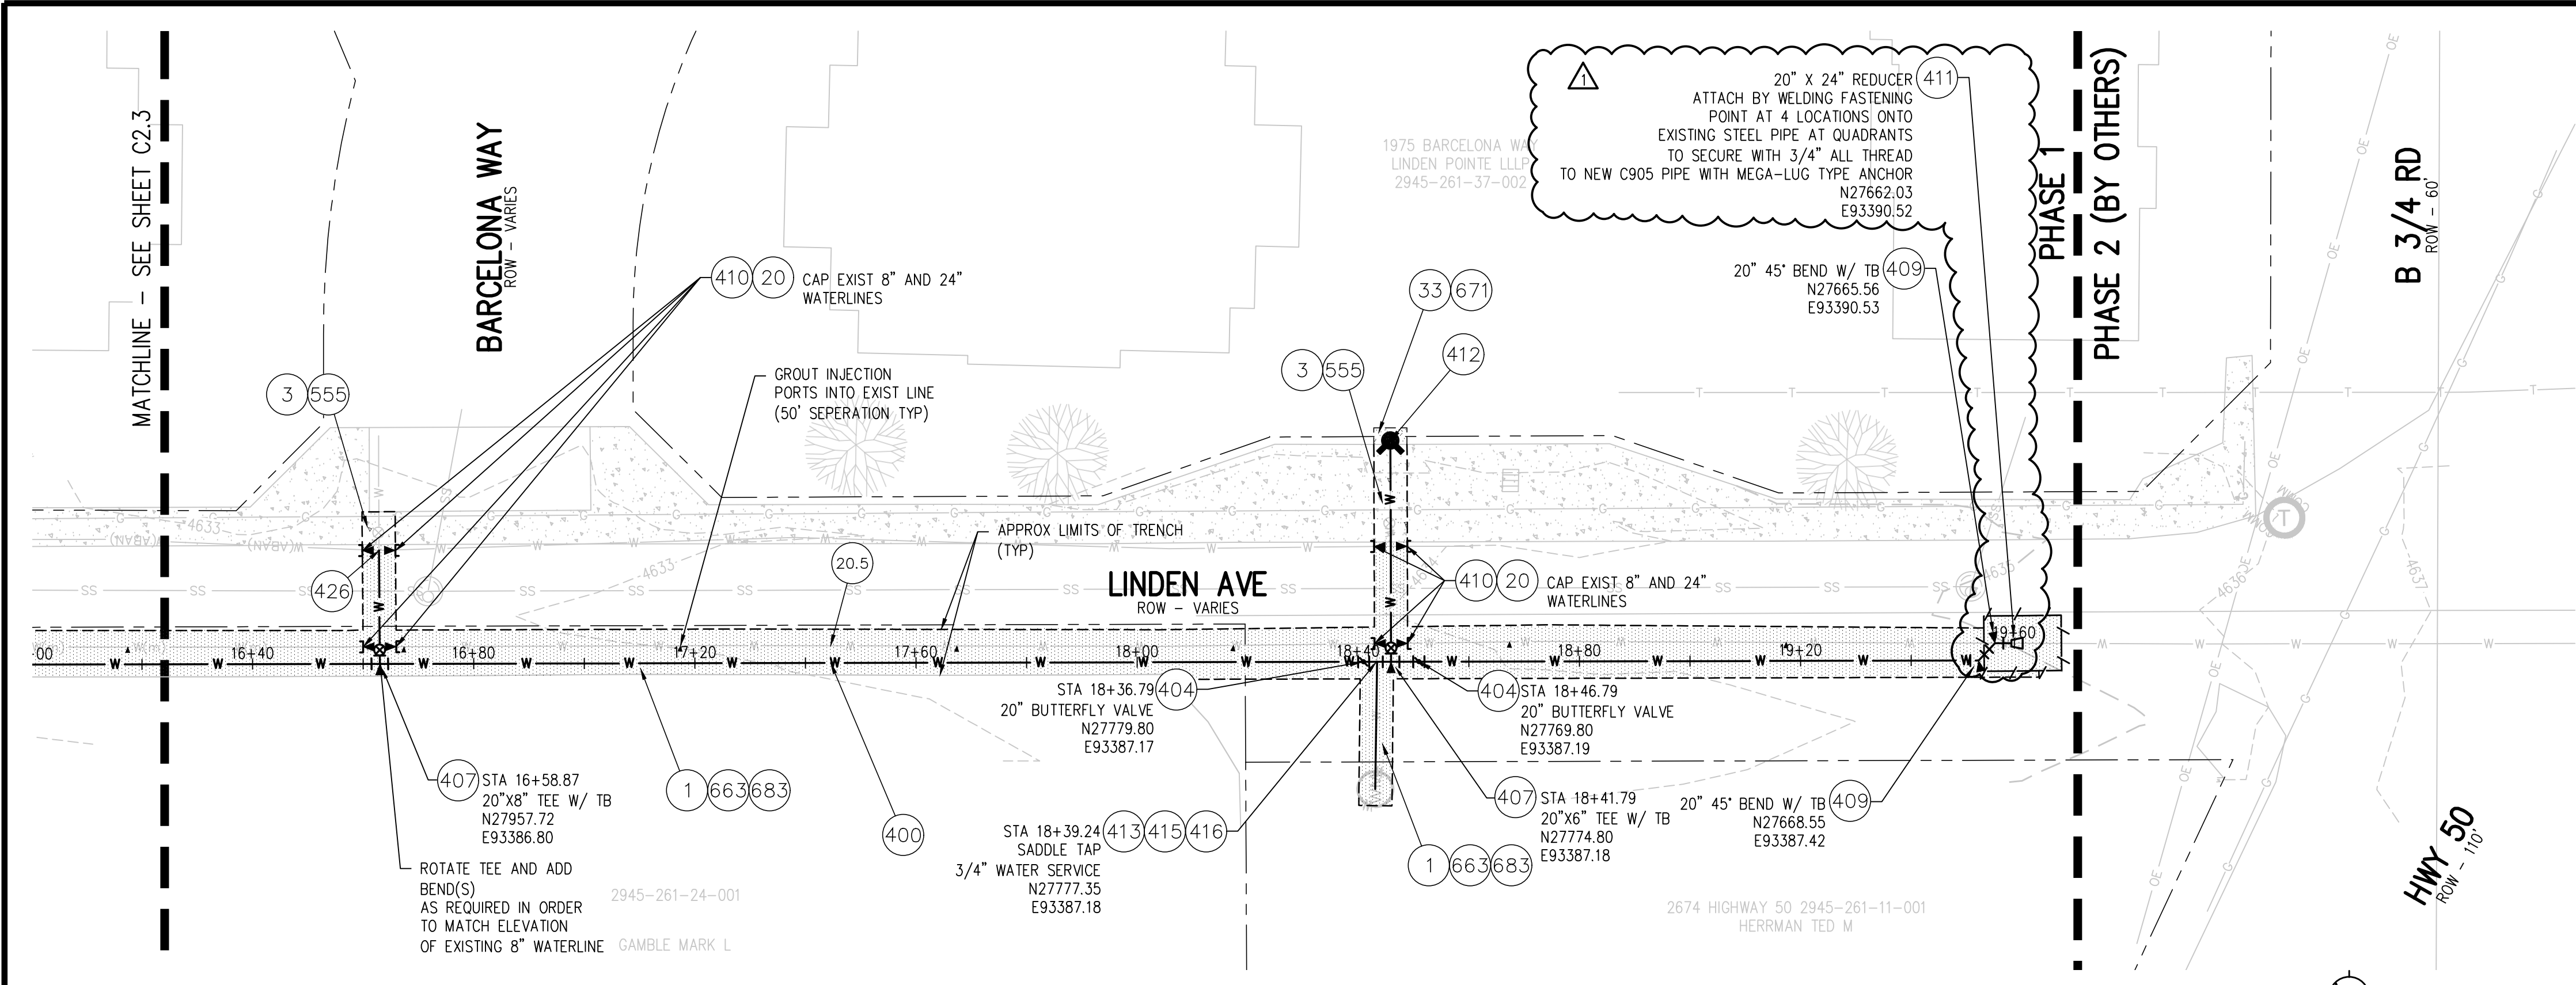 MATCHLINE - SEE SHEET C2.3
BARCELONA WAY
ROW - VARIES
410 20 CAP EXIST 8" AND 24"
WATERLINES
3 555
GROUT INJECTION
PORTS INTO EXIST LINE
(50' SEPERATION TYP)
426
20.5
APPROX LIMITS OF TRENCH
(TYP)
LINDEN AVE
ROW - VARIES
1975 BARCELONA WAY
LINDEN POINTE LLLP
2945-261-37-002
1
20" X 24" REDUCER 411
ATTACH BY WELDING FASTENING
POINT AT 4 LOCATIONS ONTO
EXISTING STEEL PIPE AT QUADRANTS
TO SECURE WITH 3/4" ALL THREAD
TO NEW C905 PIPE WITH MEGA-LUG TYPE ANCHOR
N27662.03
E93390.52
20" 45° BEND W/ TB 409
N27665.56
E93390.53
PHASE 1
PHASE 2 (BY OTHERS)
B 3/4 RD
ROW - 60'
33 671
412
3 555
410 20 CAP EXIST 8" AND 24"
WATERLINES
16+40
16+80
17+20
17+60
18+00
18+40
18+80
19+20
19+60
4633
4633
4634
4635
4636
4637
W(ABAN)
W(ABAN)
COMM
T
407 STA 16+58.87
20"X8" TEE W/ TB
N27957.72
E93386.80
ROTATE TEE AND ADD
BEND(S)
AS REQUIRED IN ORDER
TO MATCH ELEVATION
OF EXISTING 8" WATERLINE
1 663 683
400
2945-261-24-001
GAMBLE MARK L
STA 18+36.79 404
20" BUTTERFLY VALVE
N27779.80
E93387.17
404 STA 18+46.79
20" BUTTERFLY VALVE
N27769.80
E93387.19
STA 18+39.24 413 415 416
SADDLE TAP
3/4" WATER SERVICE
N27777.35
E93387.18
407 STA 18+41.79
20"X6" TEE W/ TB
N27774.80
E93387.18
1 663 683
20" 45° BEND W/ TB 409
N27668.55
E93387.42
2674 HIGHWAY 50 2945-261-11-001
HERRMAN TED M
HWY 50
ROW - 110'